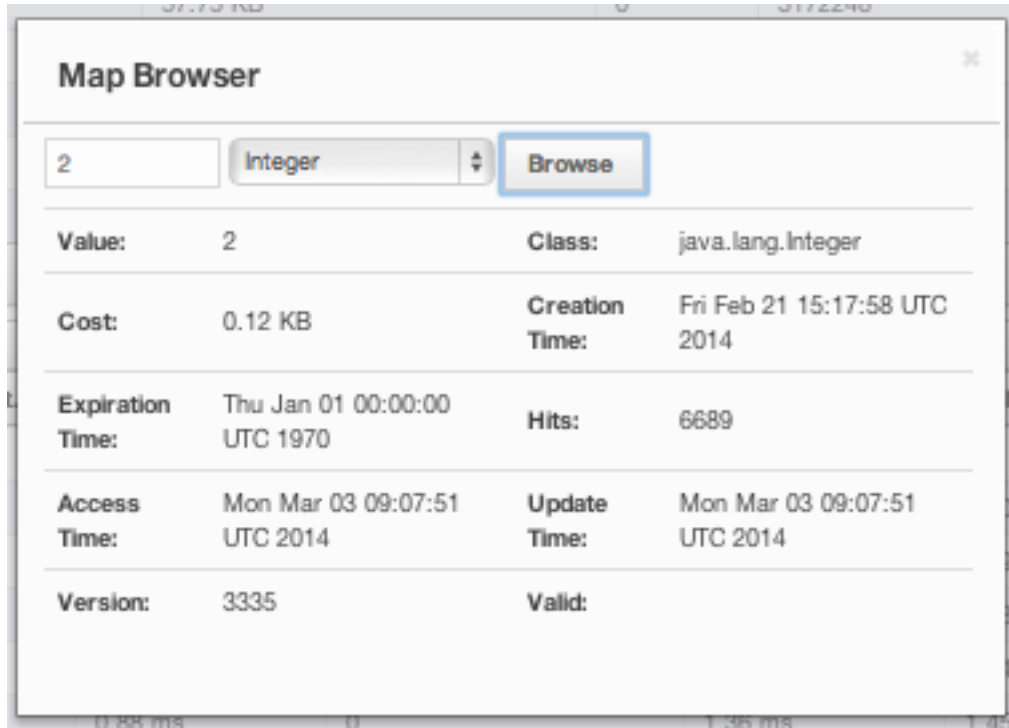 Map Browser
×
2 Integer Browse
Value: 2 Class: java.lang.Integer
Cost: 0.12 KB Creation Time: Fri Feb 21 15:17:58 UTC 2014
Expiration Time: Thu Jan 01 00:00:00 UTC 1970 Hits: 6689
Access Time: Mon Mar 03 09:07:51 UTC 2014 Update Time: Mon Mar 03 09:07:51 UTC 2014
Version: 3335 Valid:
0.88 ms 0 1.36 ms